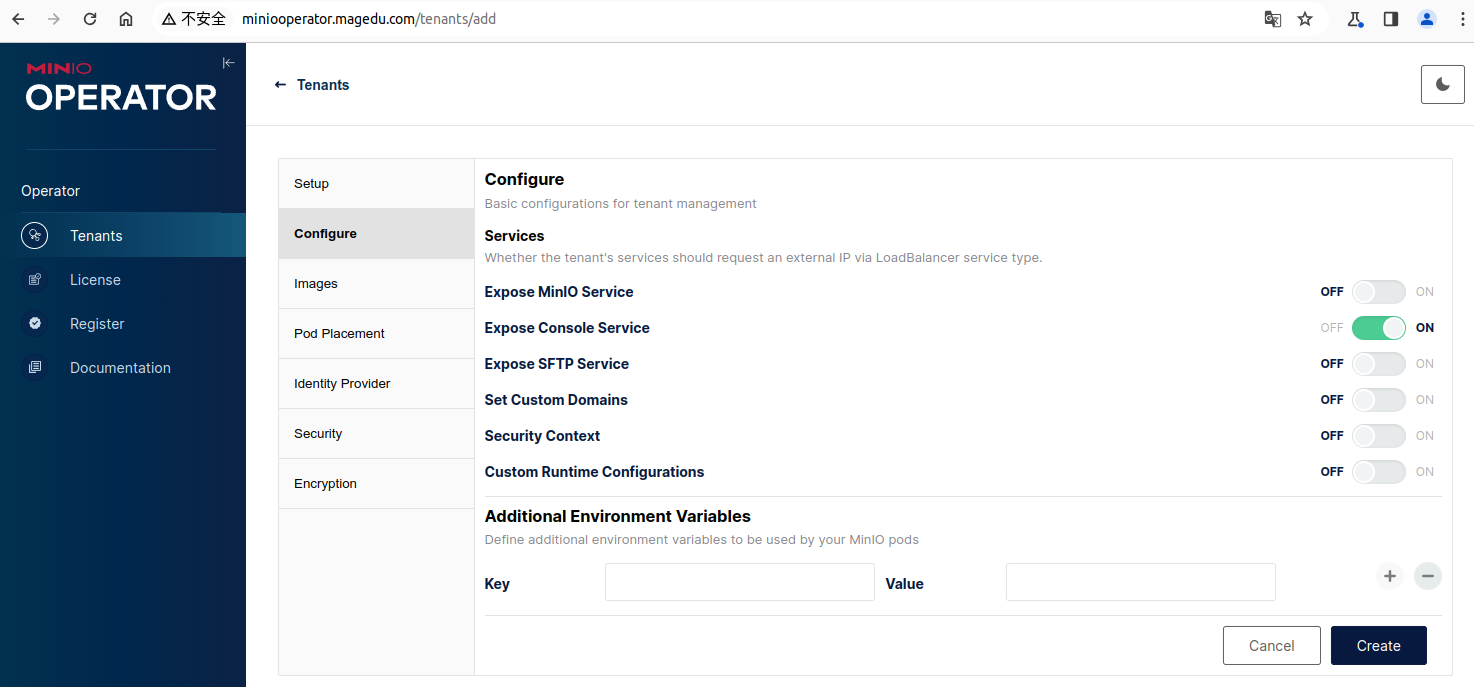 不安全 miniooperator.magedu.com/tenants/add
MINIO
OPERATOR
Operator
Tenants
License
Register
Documentation
Tenants
Setup
Configure
Images
Pod Placement
Identity Provider
Security
Encryption
Configure
Basic configurations for tenant management
Services
Whether the tenant's services should request an external IP via LoadBalancer service type.
Expose MinIO Service OFF ON
Expose Console Service OFF ON
Expose SFTP Service OFF ON
Set Custom Domains OFF ON
Security Context OFF ON
Custom Runtime Configurations OFF ON
Additional Environment Variables
Define additional environment variables to be used by your MinIO pods
Key Value
Cancel Create